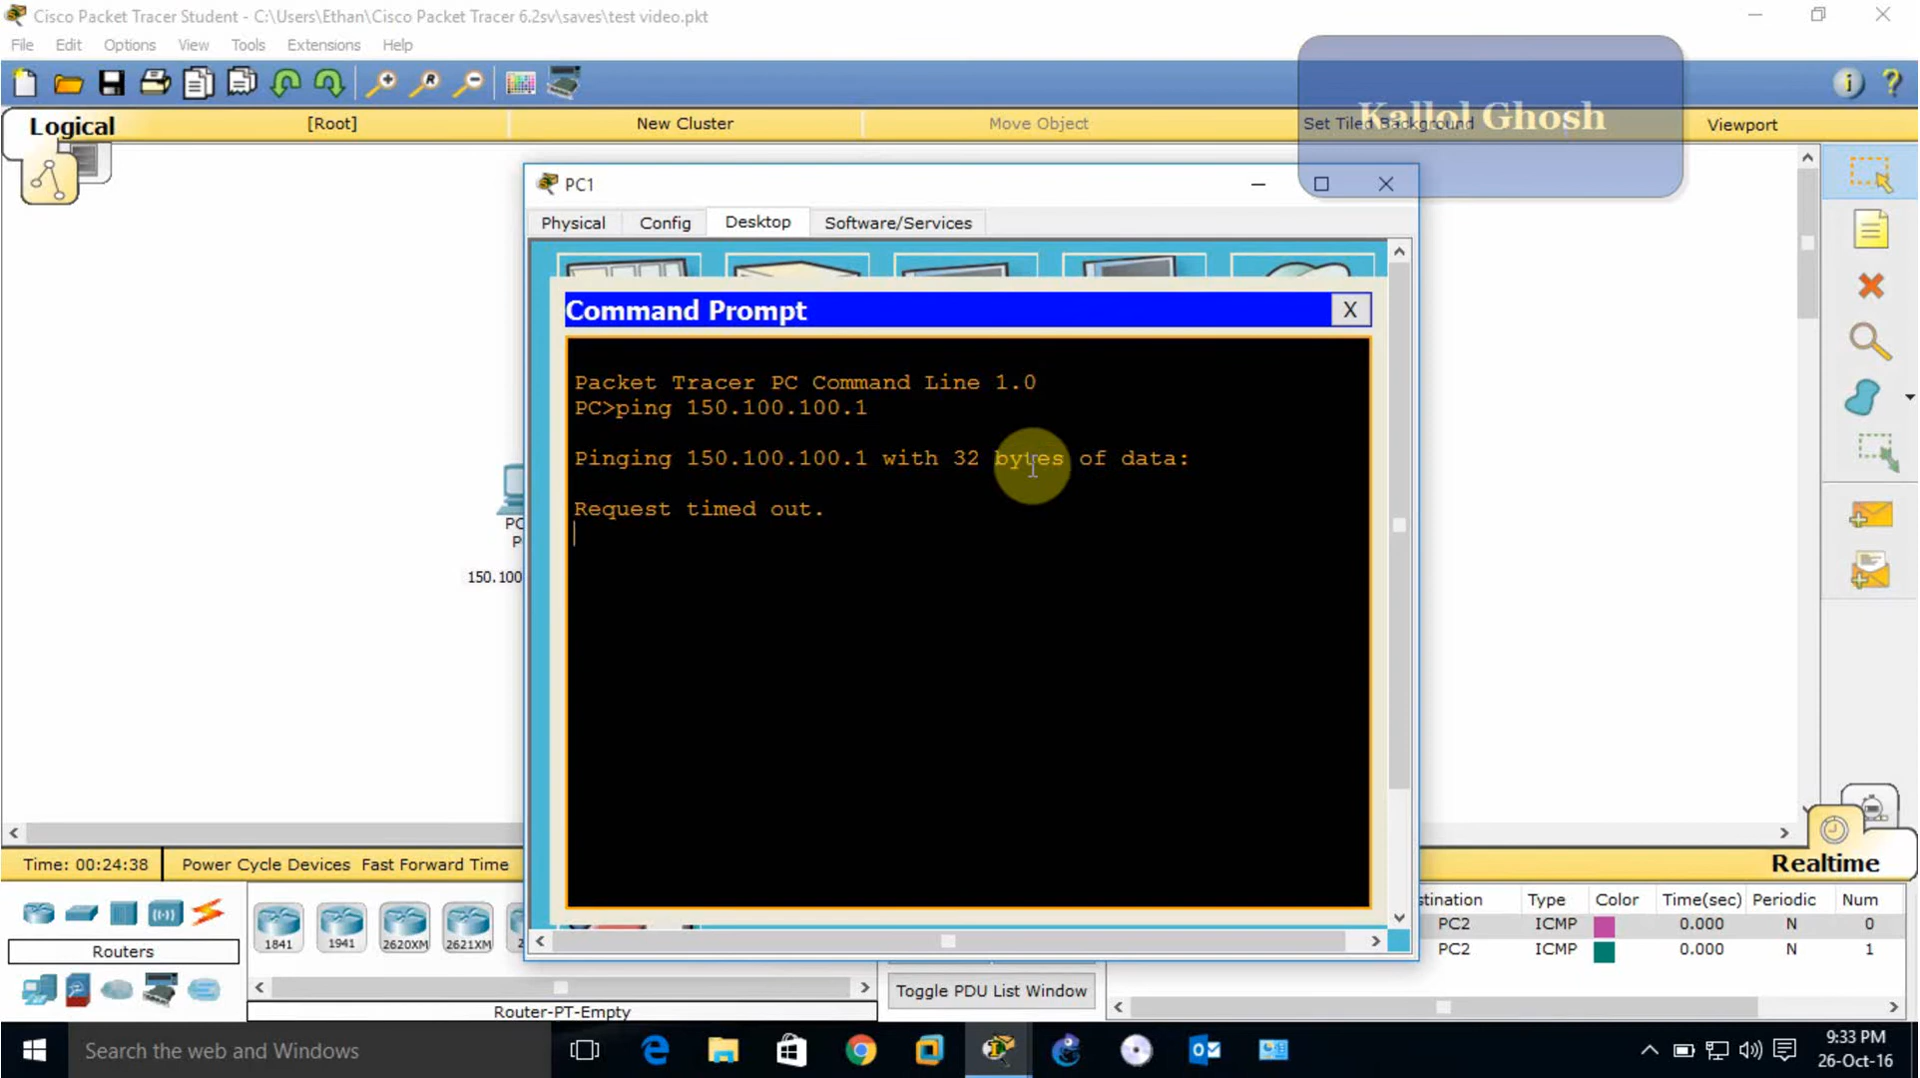 Cisco Packet Tracer Student - C:\Users\Ethan\Cisco Packet Tracer 6.2sv\saves\test video.pkt
File Edit Options View Tools Extensions Help
Kallol Ghosh
Logical [Root] New Cluster Move Object Set Tiled Background Viewport
PC1
Physical Config Desktop Software/Services
Command Prompt X
Packet Tracer PC Command Line 1.0
PC>ping 150.100.100.1
Pinging 150.100.100.1 with 32 bytes of data:
Request timed out.
PC
P
150.100
Time: 00:24:38 Power Cycle Devices Fast Forward Time Realtime
Routers
1841 1941 2620XM 2621XM 2
stination Type Color Time(sec) Periodic Num
PC2 ICMP 0.000 N 0
PC2 ICMP 0.000 N 1
Toggle PDU List Window
Router-PT-Empty
Search the web and Windows
9:33 PM
26-Oct-16